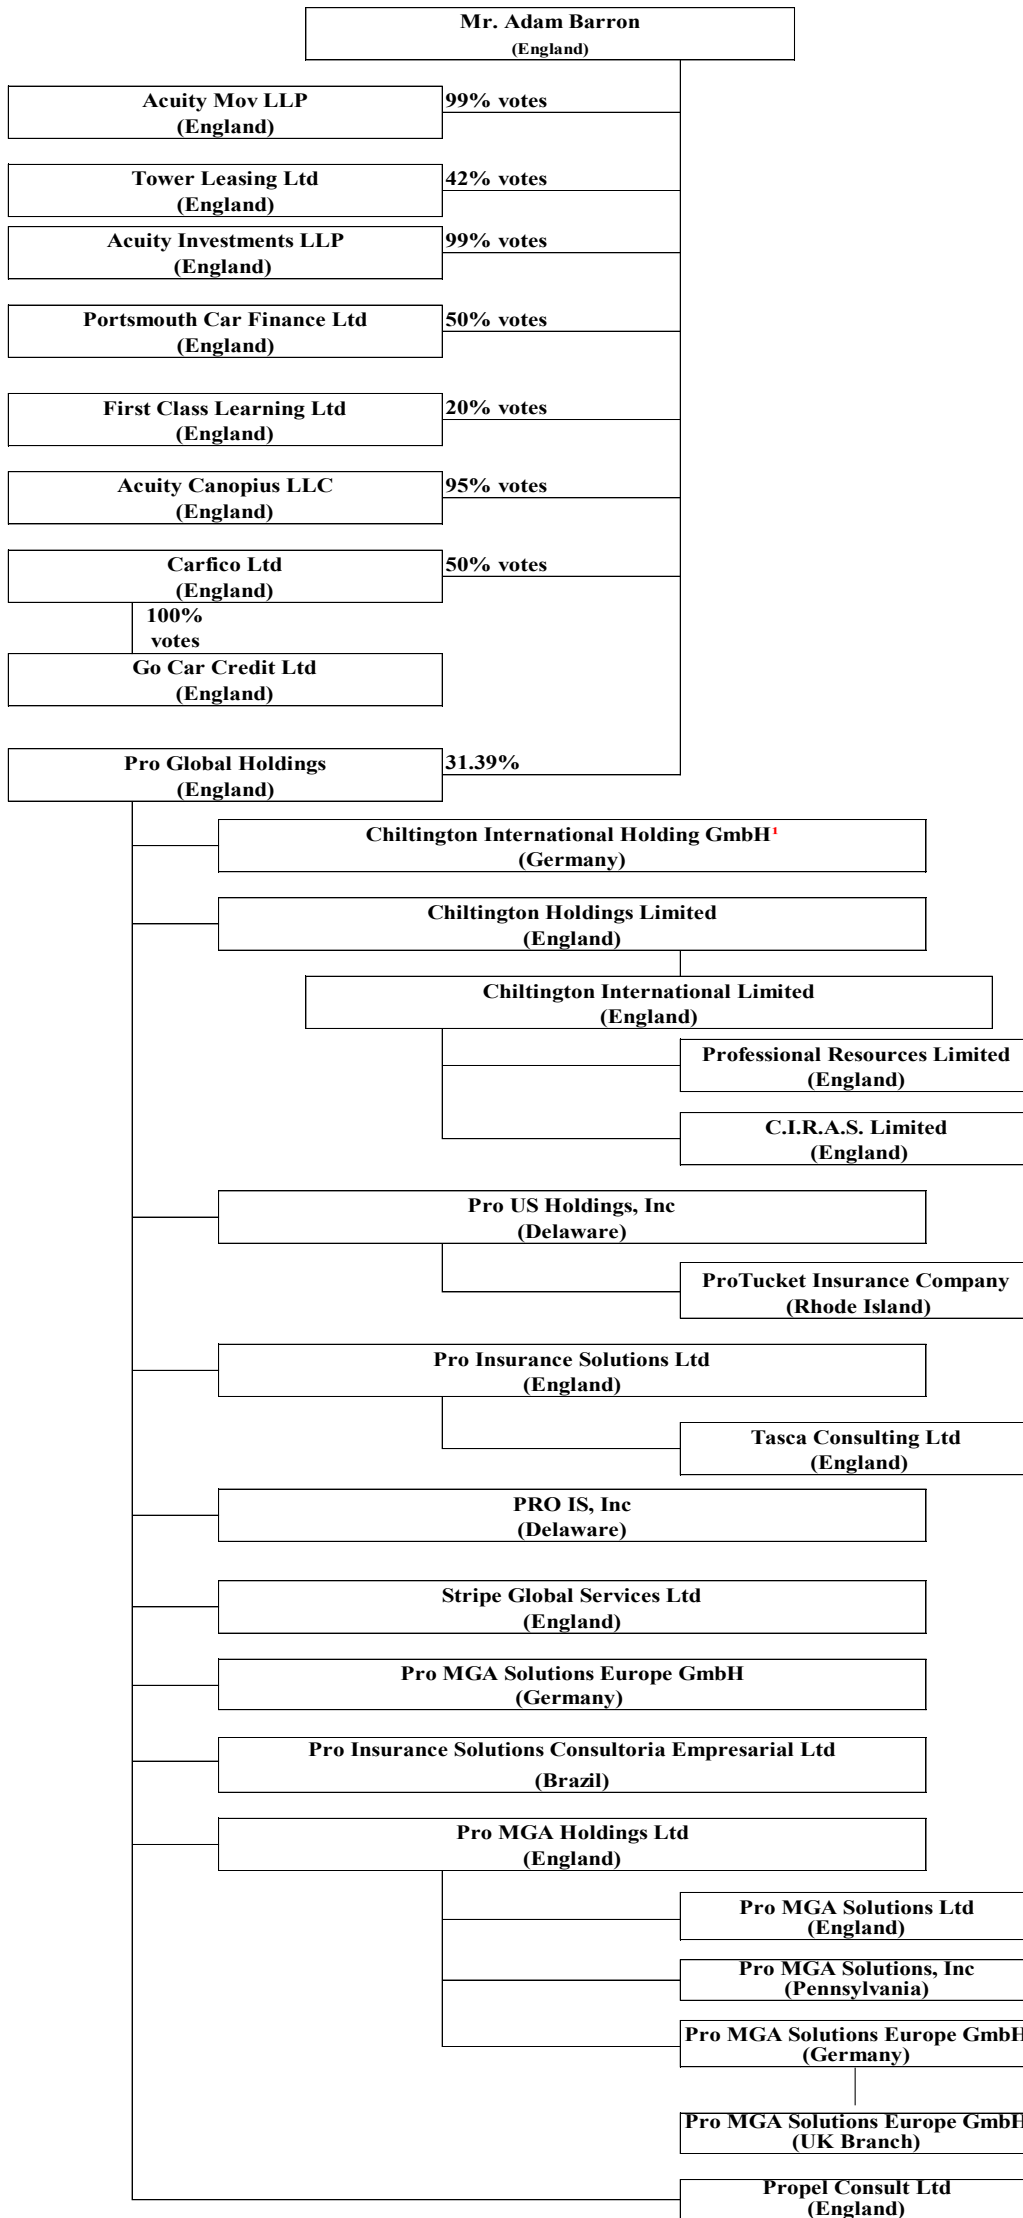 Mr. Adam Barron
(England)
Acuity Mov LLP
(England)
99% votes
Tower Leasing Ltd
(England)
42% votes
Acuity Investments LLP
(England)
99% votes
Portsmouth Car Finance Ltd
(England)
50% votes
First Class Learning Ltd
(England)
20% votes
Acuity Canopius LLC
(England)
95% votes
Carfico Ltd
(England)
50% votes
100%
votes
Go Car Credit Ltd
(England)
Pro Global Holdings
(England)
31.39%
Chiltington International Holding GmbH¹
(Germany)
Chiltington Holdings Limited
(England)
Chiltington International Limited
(England)
Professional Resources Limited
(England)
C.I.R.A.S. Limited
(England)
Pro US Holdings, Inc
(Delaware)
ProTucket Insurance Company
(Rhode Island)
Pro Insurance Solutions Ltd
(England)
Tasca Consulting Ltd
(England)
PRO IS, Inc
(Delaware)
Stripe Global Services Ltd
(England)
Pro MGA Solutions Europe GmbH
(Germany)
Pro Insurance Solutions Consultoria Empresarial Ltd
(Brazil)
Pro MGA Holdings Ltd
(England)
Pro MGA Solutions Ltd
(England)
Pro MGA Solutions, Inc
(Pennsylvania)
Pro MGA Solutions Europe GmbH
(Germany)
Pro MGA Solutions Europe GmbH
(UK Branch)
Propel Consult Ltd
(England)